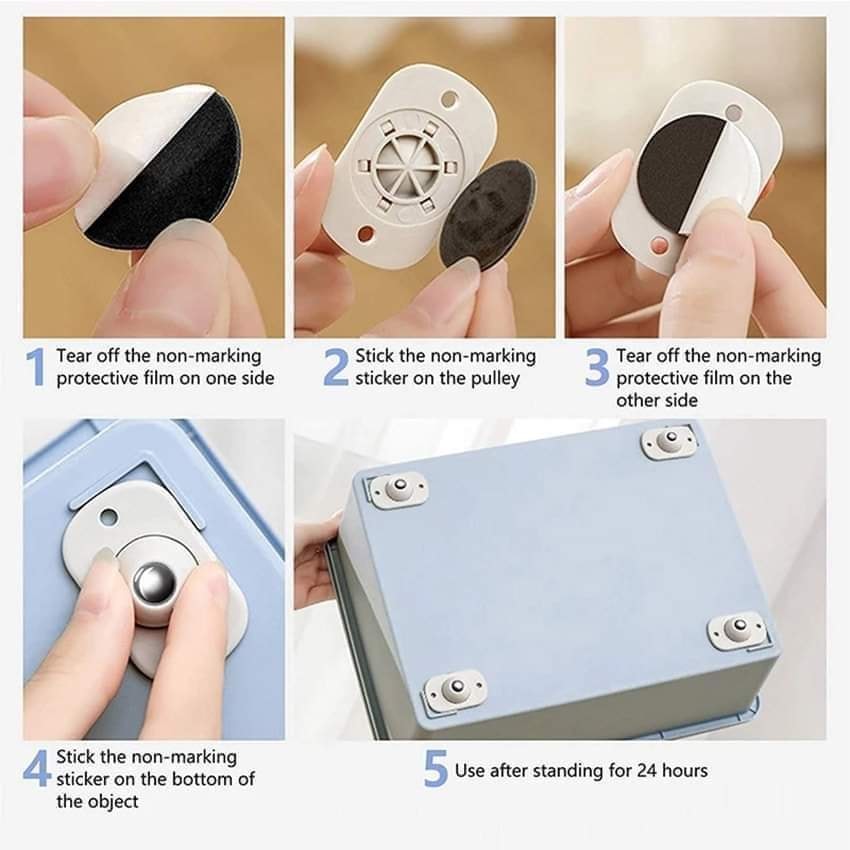 1 Tear off the non-marking
protective film on one side
2 Stick the non-marking
sticker on the pulley
3 Tear off the non-marking
protective film on the
other side
4 Stick the non-marking
sticker on the bottom of
the object
5 Use after standing for 24 hours